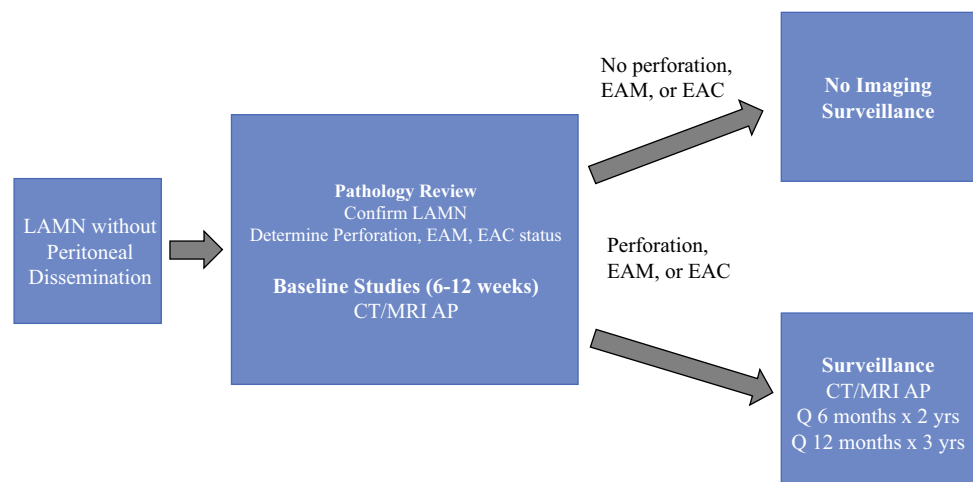 LAMN without
Peritoneal
Dissemination
Pathology Review
Confirm LAMN
Determine Perforation, EAM, EAC status
Baseline Studies (6-12 weeks)
CT/MRI AP
No perforation,
EAM, or EAC
No Imaging
Surveillance
Perforation,
EAM, or EAC
Surveillance
CT/MRI AP
Q 6 months x 2 yrs
Q 12 months x 3 yrs